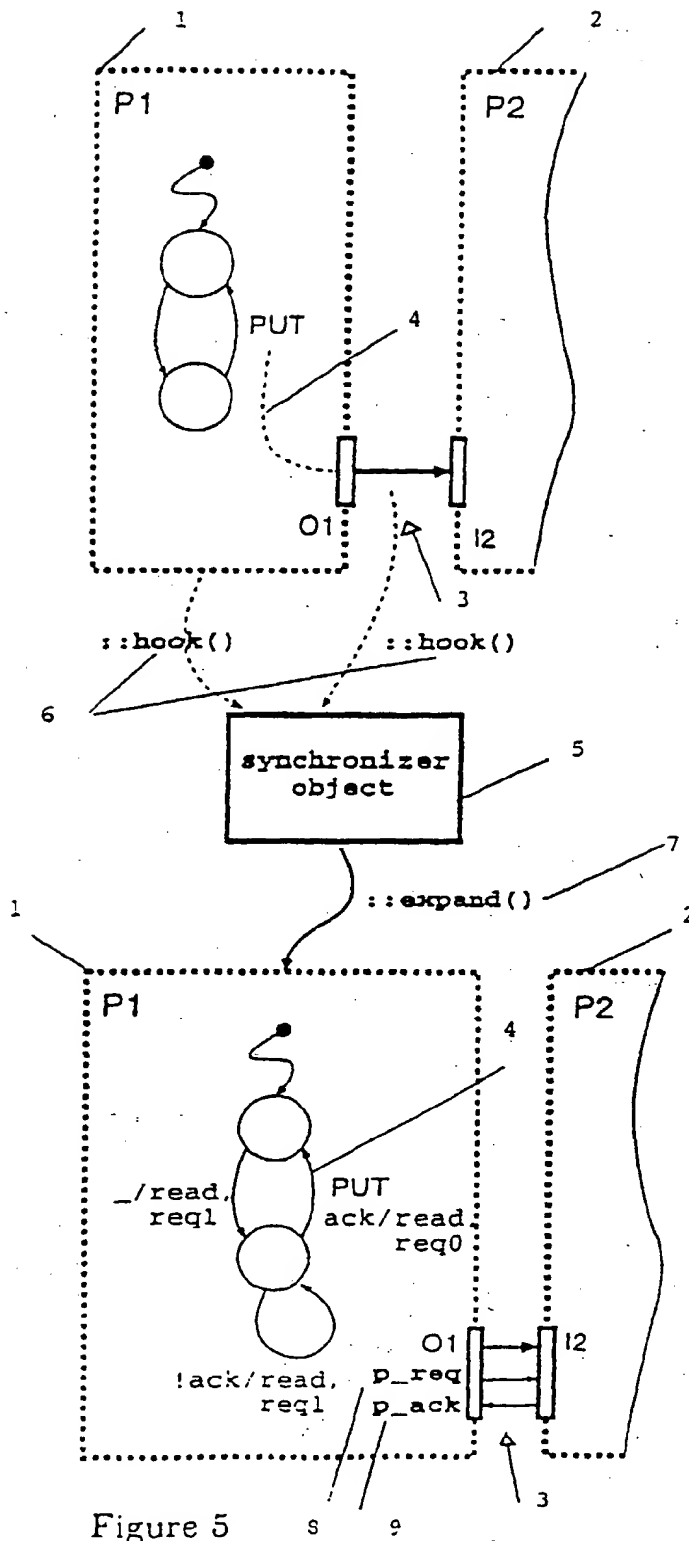 1
2
P1
P2
PUT
4
O1
I2
3
::hook()
::hook()
6
synchronizer
object
5
7
::expand()
1
2
P1
P2
4
_/read,
req1
PUT
ack/read,
req0
!ack/read,
req1
O1
I2
p_req
p_ack
3
Figure 5
8
9